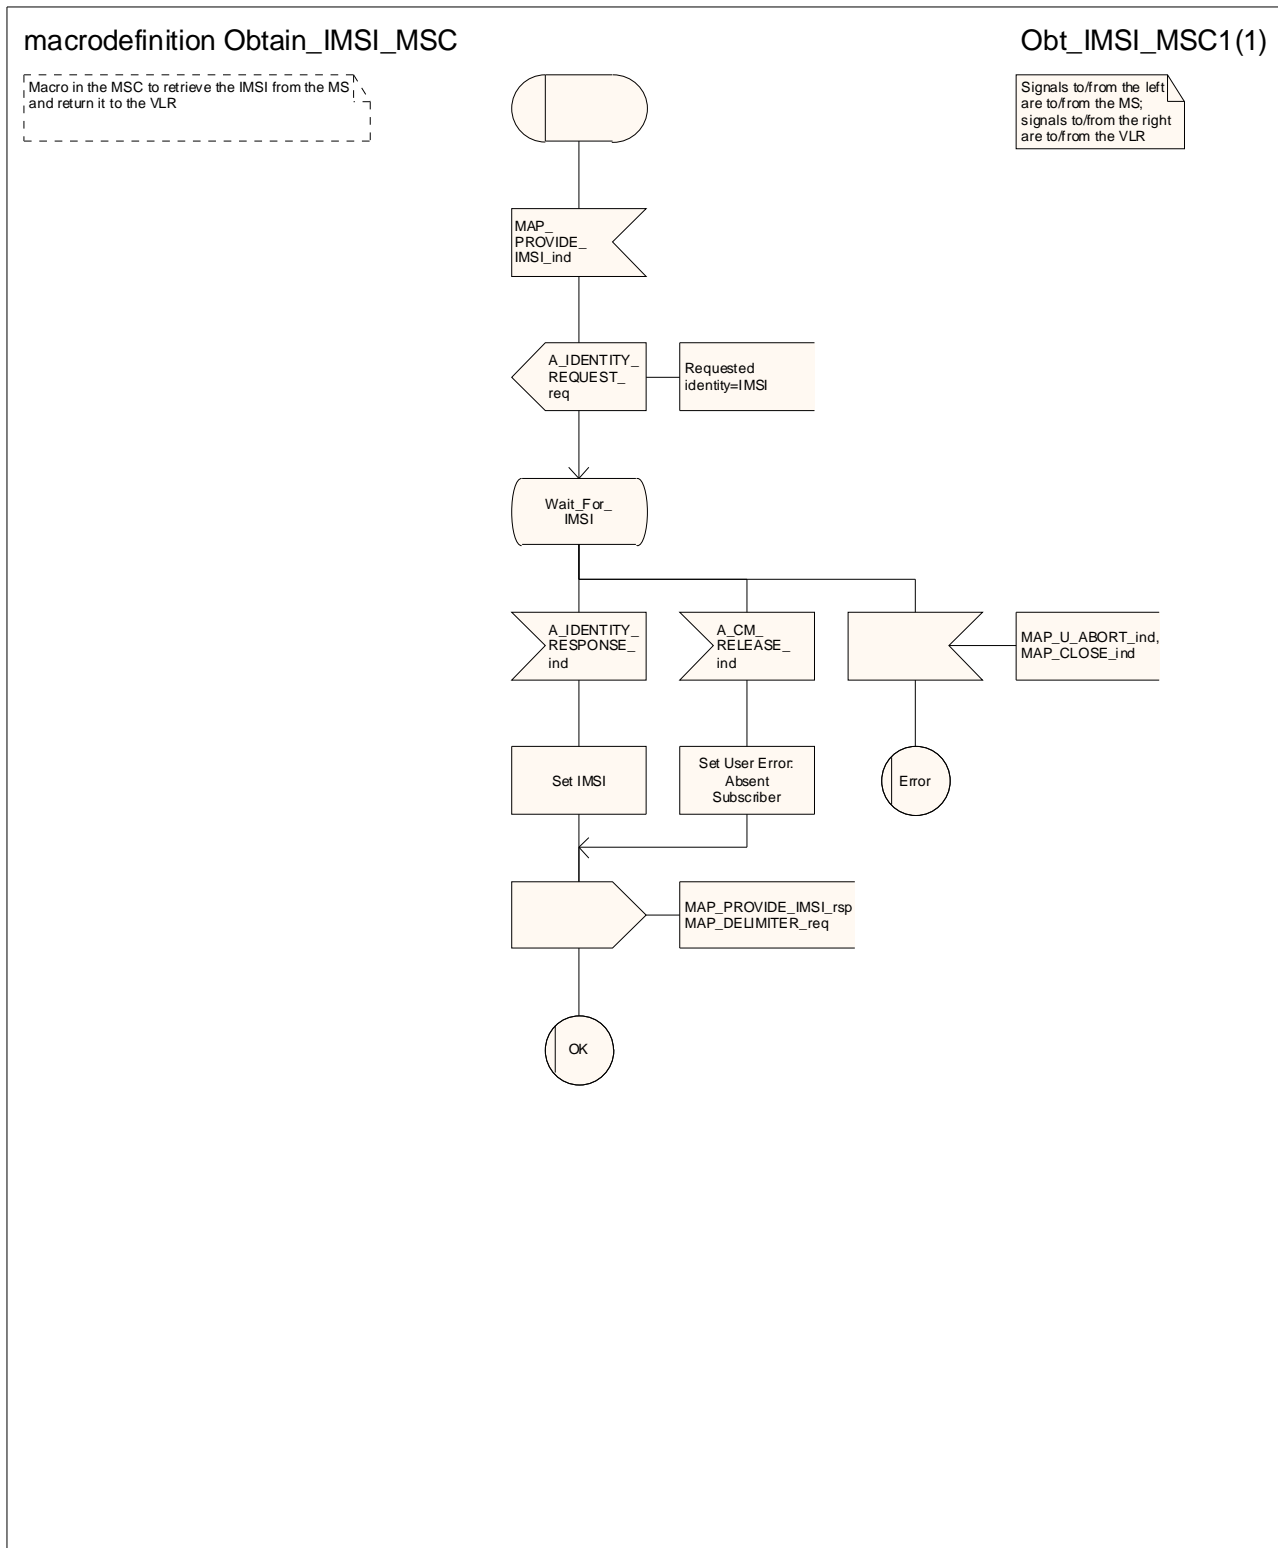 macrodefinition Obtain_IMSI_MSC
Obt_IMSI_MSC1(1)
Macro in the MSC to retrieve the IMSI from the MS
and return it to the VLR
Signals to/from the left
are to/from the MS;
signals to/from the right
are to/from the VLR
MAP_
PROVIDE_
IMSI_ind
A_IDENTITY_
REQUEST_
req
Requested
identity=IMSI
Wait_For_
IMSI
A_IDENTITY_
RESPONSE_
ind
A_CM_
RELEASE_
ind
MAP_U_ABORT_ind,
MAP_CLOSE_ind
Set IMSI
Set User Error:
Absent
Subscriber
Error
MAP_PROVIDE_IMSI_rsp
MAP_DELIMITER_req
OK